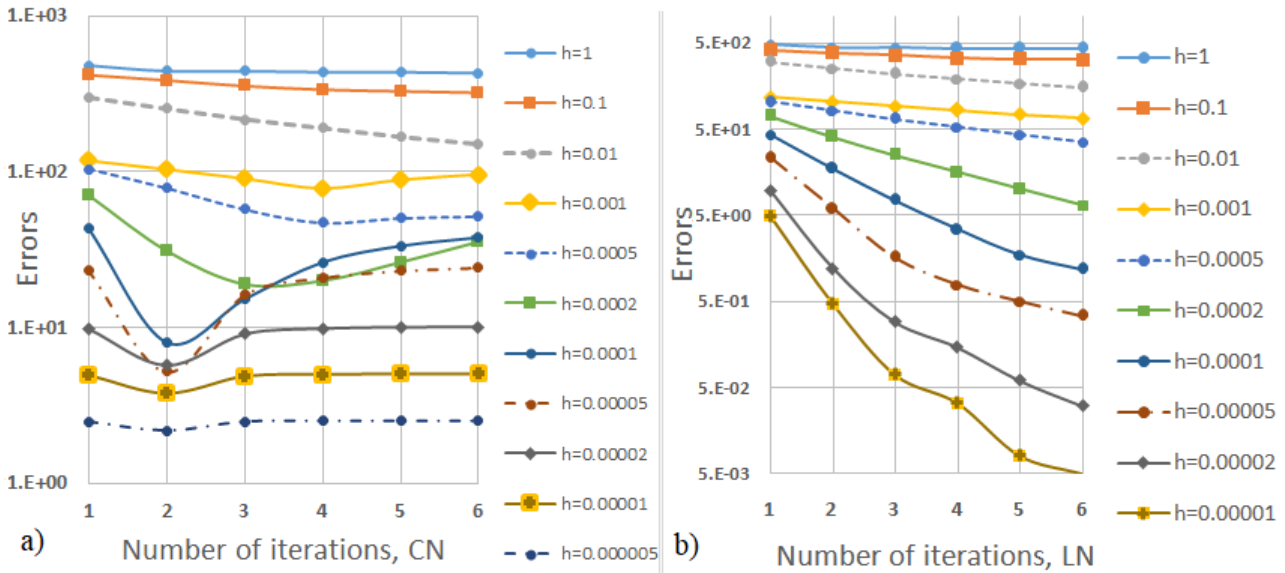 1.E+03
1.E+02
1.E+01
1.E+00
Errors
1 2 3 4 5 6
Number of iterations, CN
a)
h=1
h=0.1
h=0.01
h=0.001
h=0.0005
h=0.0002
h=0.0001
h=0.00005
h=0.00002
h=0.00001
h=0.000005
5.E+02
5.E+01
5.E+00
5.E-01
5.E-02
5.E-03
Errors
1 2 3 4 5 6
Number of iterations, LN
b)
h=1
h=0.1
h=0.01
h=0.001
h=0.0005
h=0.0002
h=0.0001
h=0.00005
h=0.00002
h=0.00001